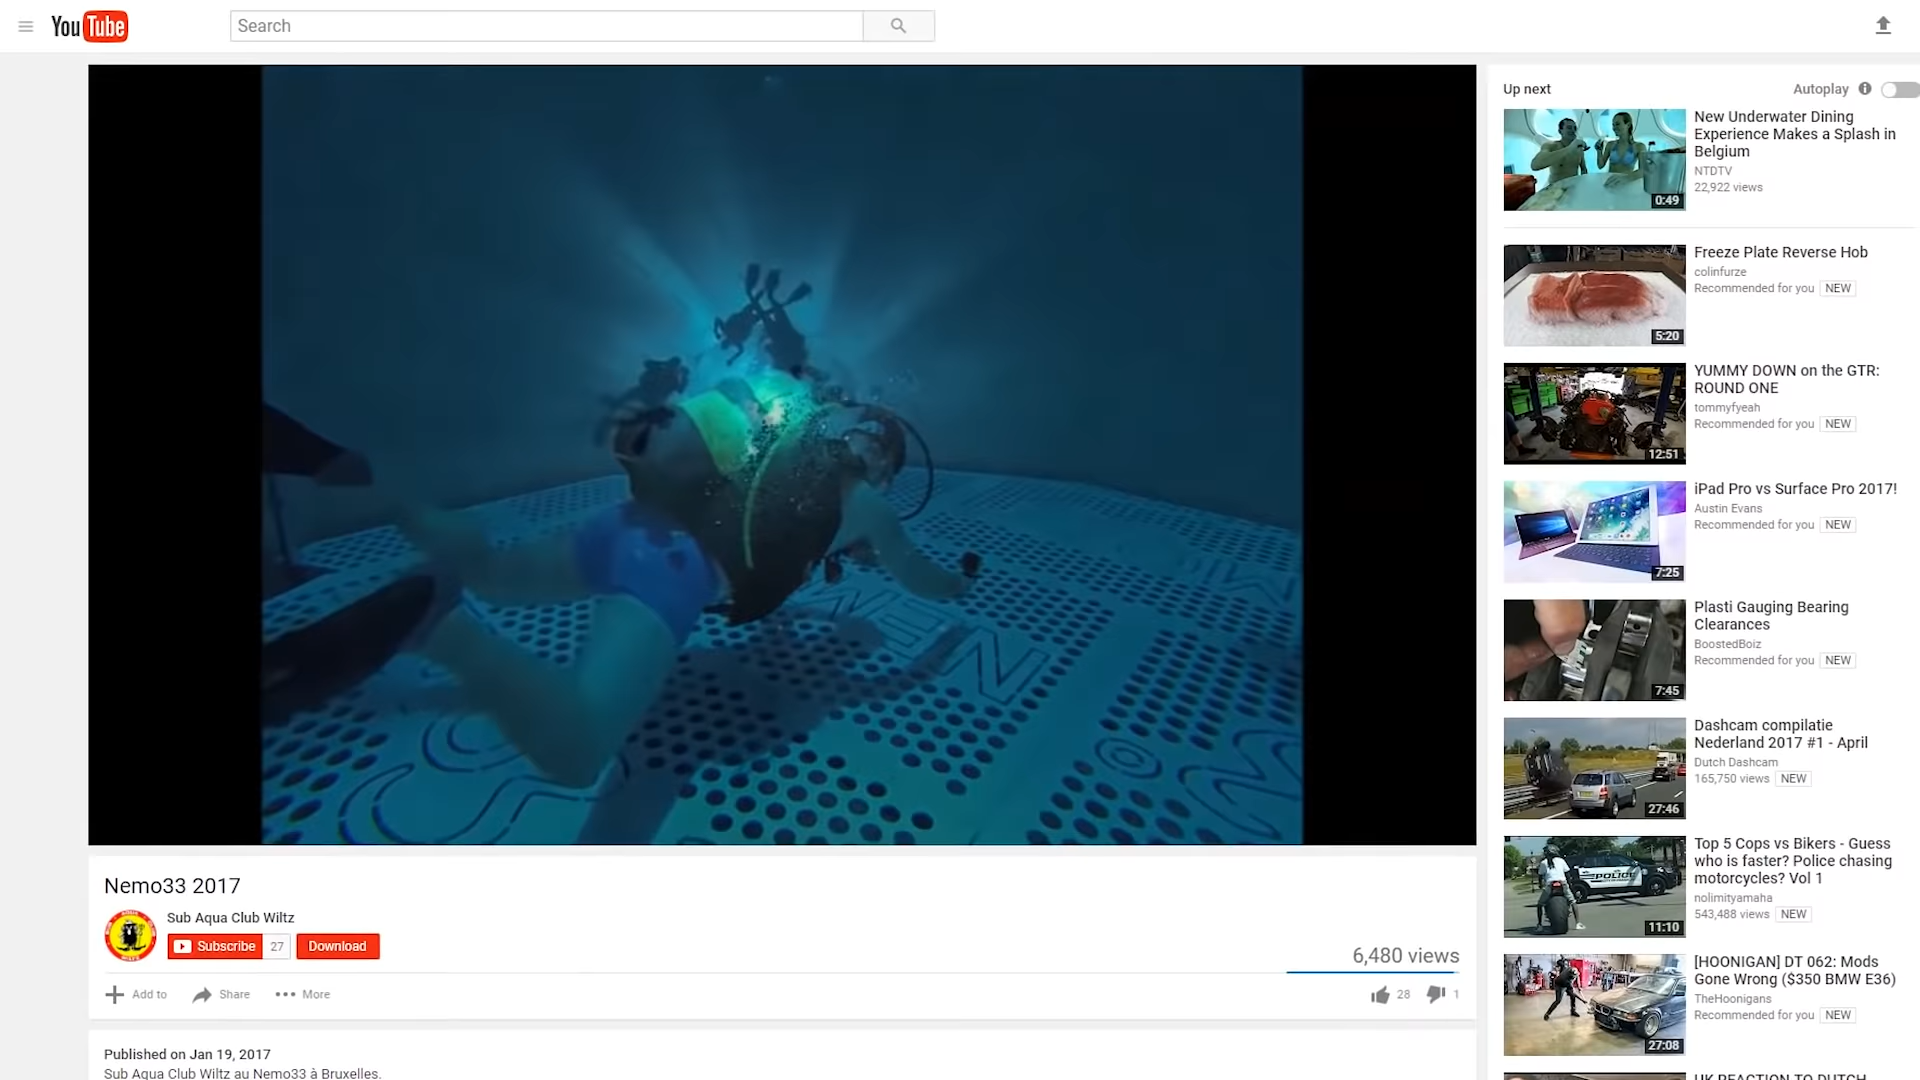 YouTube
Search
Up next
Autoplay
New Underwater Dining
Experience Makes a Splash in
Belgium
NTDTV
22,922 views
0:49
Freeze Plate Reverse Hob
colinfurze
Recommended for you NEW
5:20
YUMMY DOWN on the GTR:
ROUND ONE
tommyfyeah
Recommended for you NEW
12:51
iPad Pro vs Surface Pro 2017!
Austin Evans
Recommended for you NEW
7:25
Plasti Gauging Bearing
Clearances
BoostedBoiz
Recommended for you NEW
7:45
Dashcam compilatie
Nederland 2017 #1 - April
Dutch Dashcam
165,750 views NEW
27:46
Top 5 Cops vs Bikers - Guess
who is faster? Police chasing
motorcycles? Vol 1
nolimityamaha
543,488 views NEW
POLICE
11:10
[HOONIGAN] DT 062: Mods
Gone Wrong ($350 BMW E36)
TheHoonigans
Recommended for you NEW
27:08
UK REACTION TO DUTCH
Nemo33 2017
Sub Aqua Club Wiltz
Subscribe 27 Download
6,480 views
Add to Share More
28 1
Published on Jan 19, 2017
Sub Aqua Club Wiltz au Nemo33 à Bruxelles.